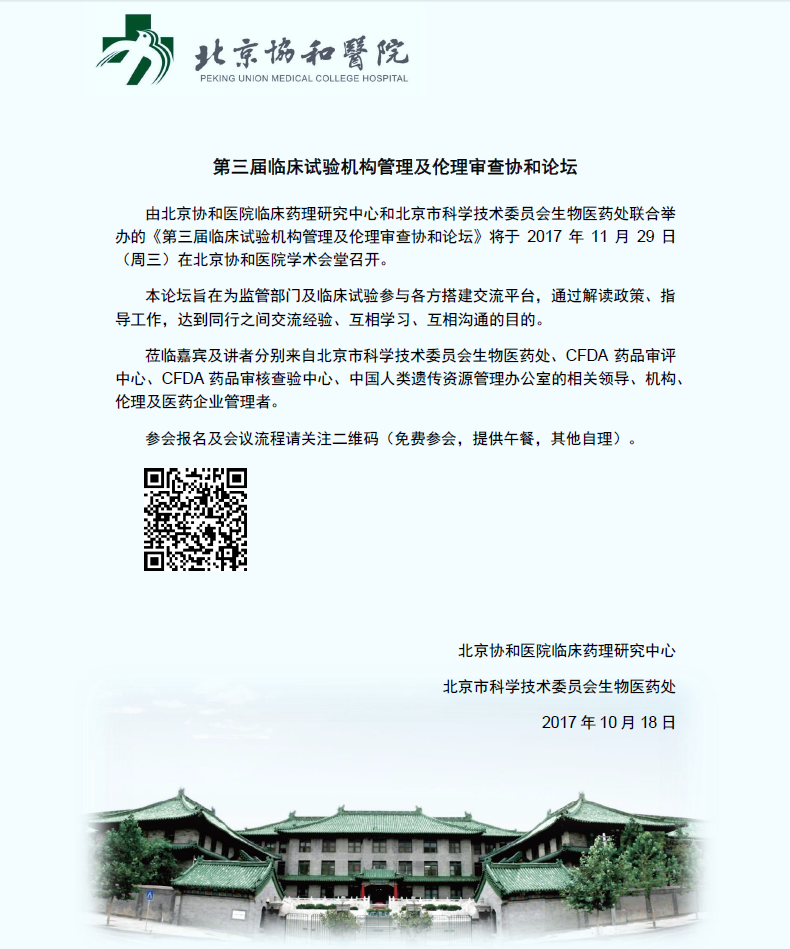 北京協和醫院
PEKING UNION MEDICAL COLLEGE HOSPITAL
第三届临床试验机构管理及伦理审查协和论坛
由北京协和医院临床药理研究中心和北京市科学技术委员会生物医药处联合举
办的《第三届临床试验机构管理及伦理审查协和论坛》将于 2017 年 11 月 29 日
（周三）在北京协和医院学术会堂召开。
本论坛旨在为监管部门及临床试验参与各方搭建交流平台，通过解读政策、指
导工作，达到同行之间交流经验、互相学习、互相沟通的目的。
莅临嘉宾及讲者分别来自北京市科学技术委员会生物医药处、CFDA 药品审评
中心、CFDA 药品审核查验中心、中国人类遗传资源管理办公室的相关领导、机构、
伦理及医药企业管理者。
参会报名及会议流程请关注二维码（免费参会，提供午餐，其他自理）。
北京协和医院临床药理研究中心
北京市科学技术委员会生物医药处
2017 年 10 月 18 日